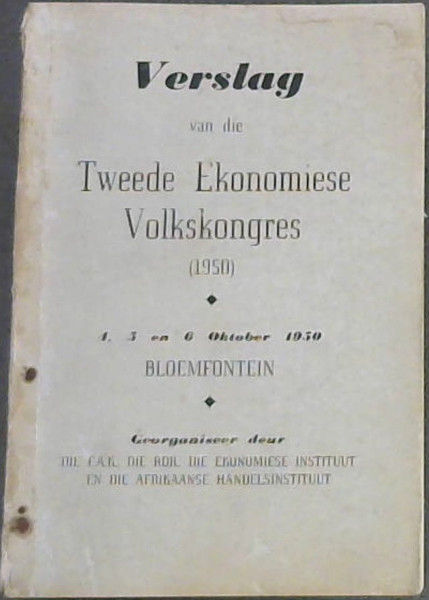 Verslag
van die
Tweede Ekonomiese
Volkskongres
(1950)
4, 5 en 6 Oktober 1950
BLOEMFONTEIN
Georganiseer deur
DIE F.A.K. DIE RDB. DIE EKONOMIESE INSTITUUT
EN DIE AFRIKAANSE HANDELSINSTITUUT